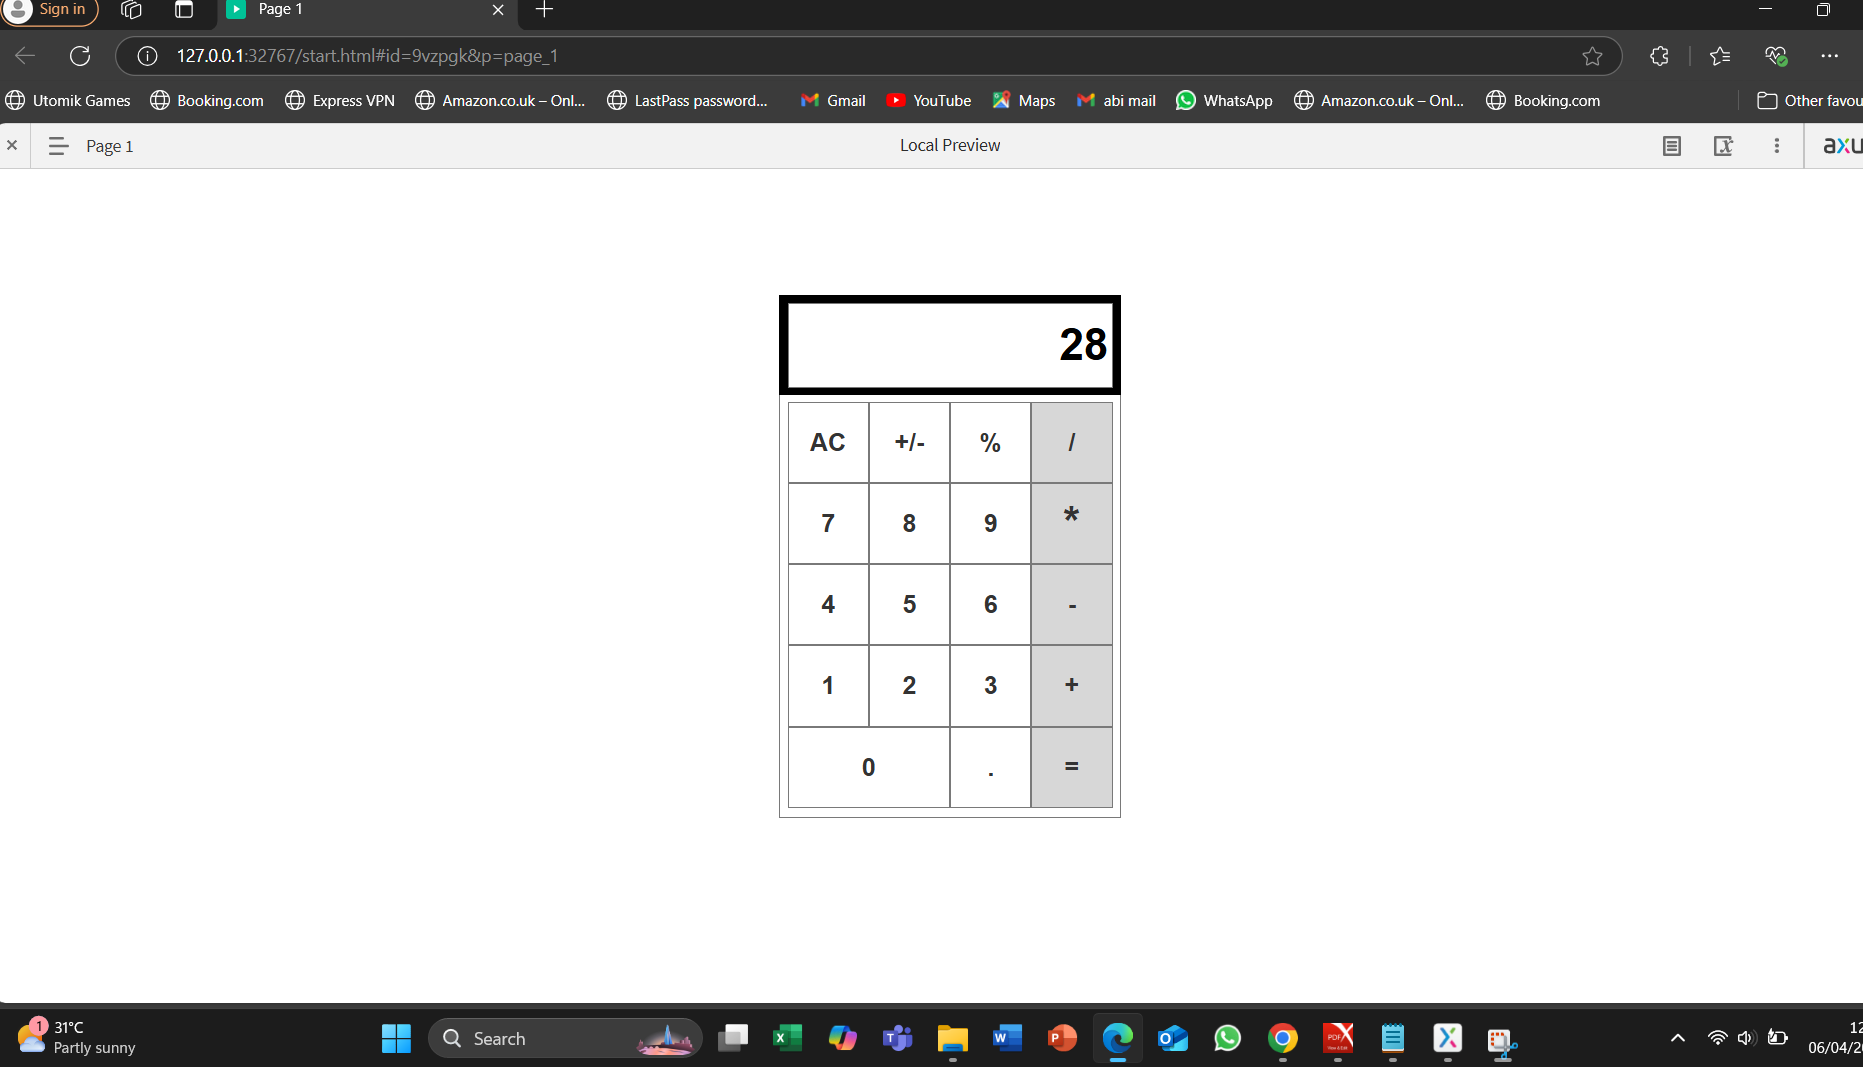 Sign in
Page 1
127.0.0.1:32767/start.html#id=9vzpgk&p=page_1
Utomik Games Booking.com Express VPN Amazon.co.uk – Onl... LastPass password... Gmail YouTube Maps abi mail WhatsApp Amazon.co.uk – Onl... Booking.com Other favou
Page 1 Local Preview axu
28
AC +/- % /
7 8 9 *
4 5 6 -
1 2 3 +
0 . =
1 31°C
Partly sunny
Search
12
06/04/2